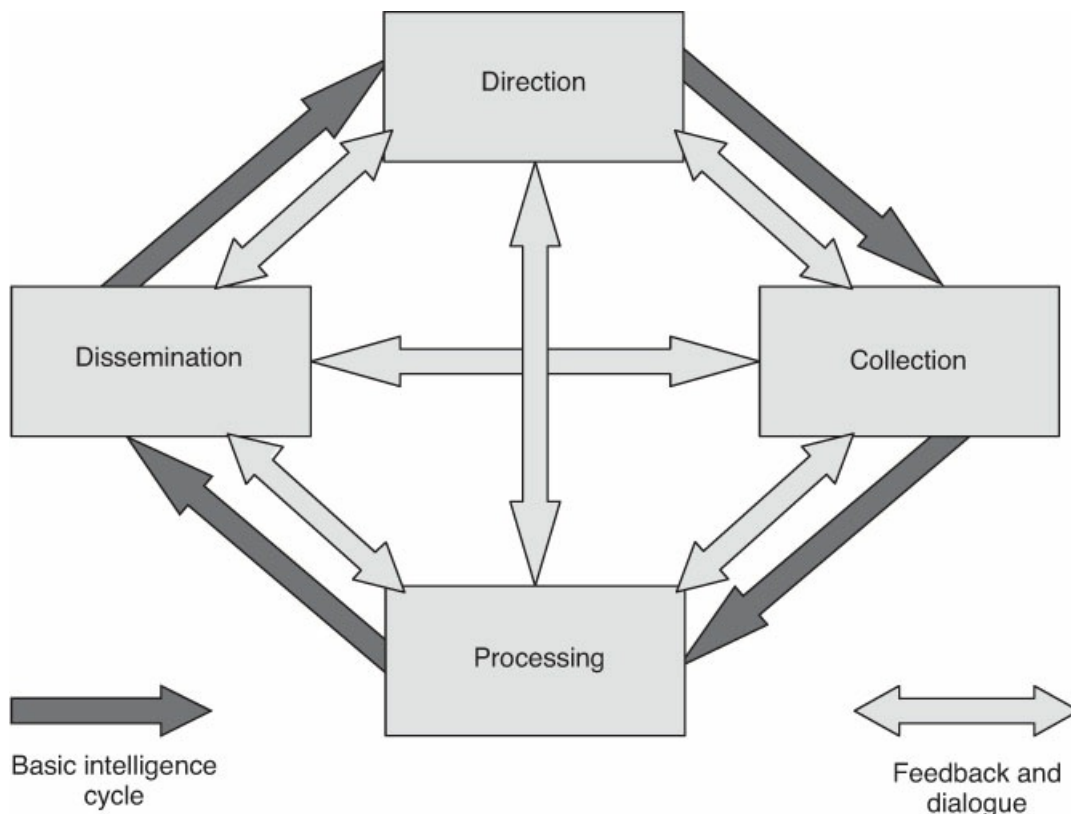 Direction
Dissemination
Collection
Processing
Basic intelligence
cycle
Feedback and
dialogue